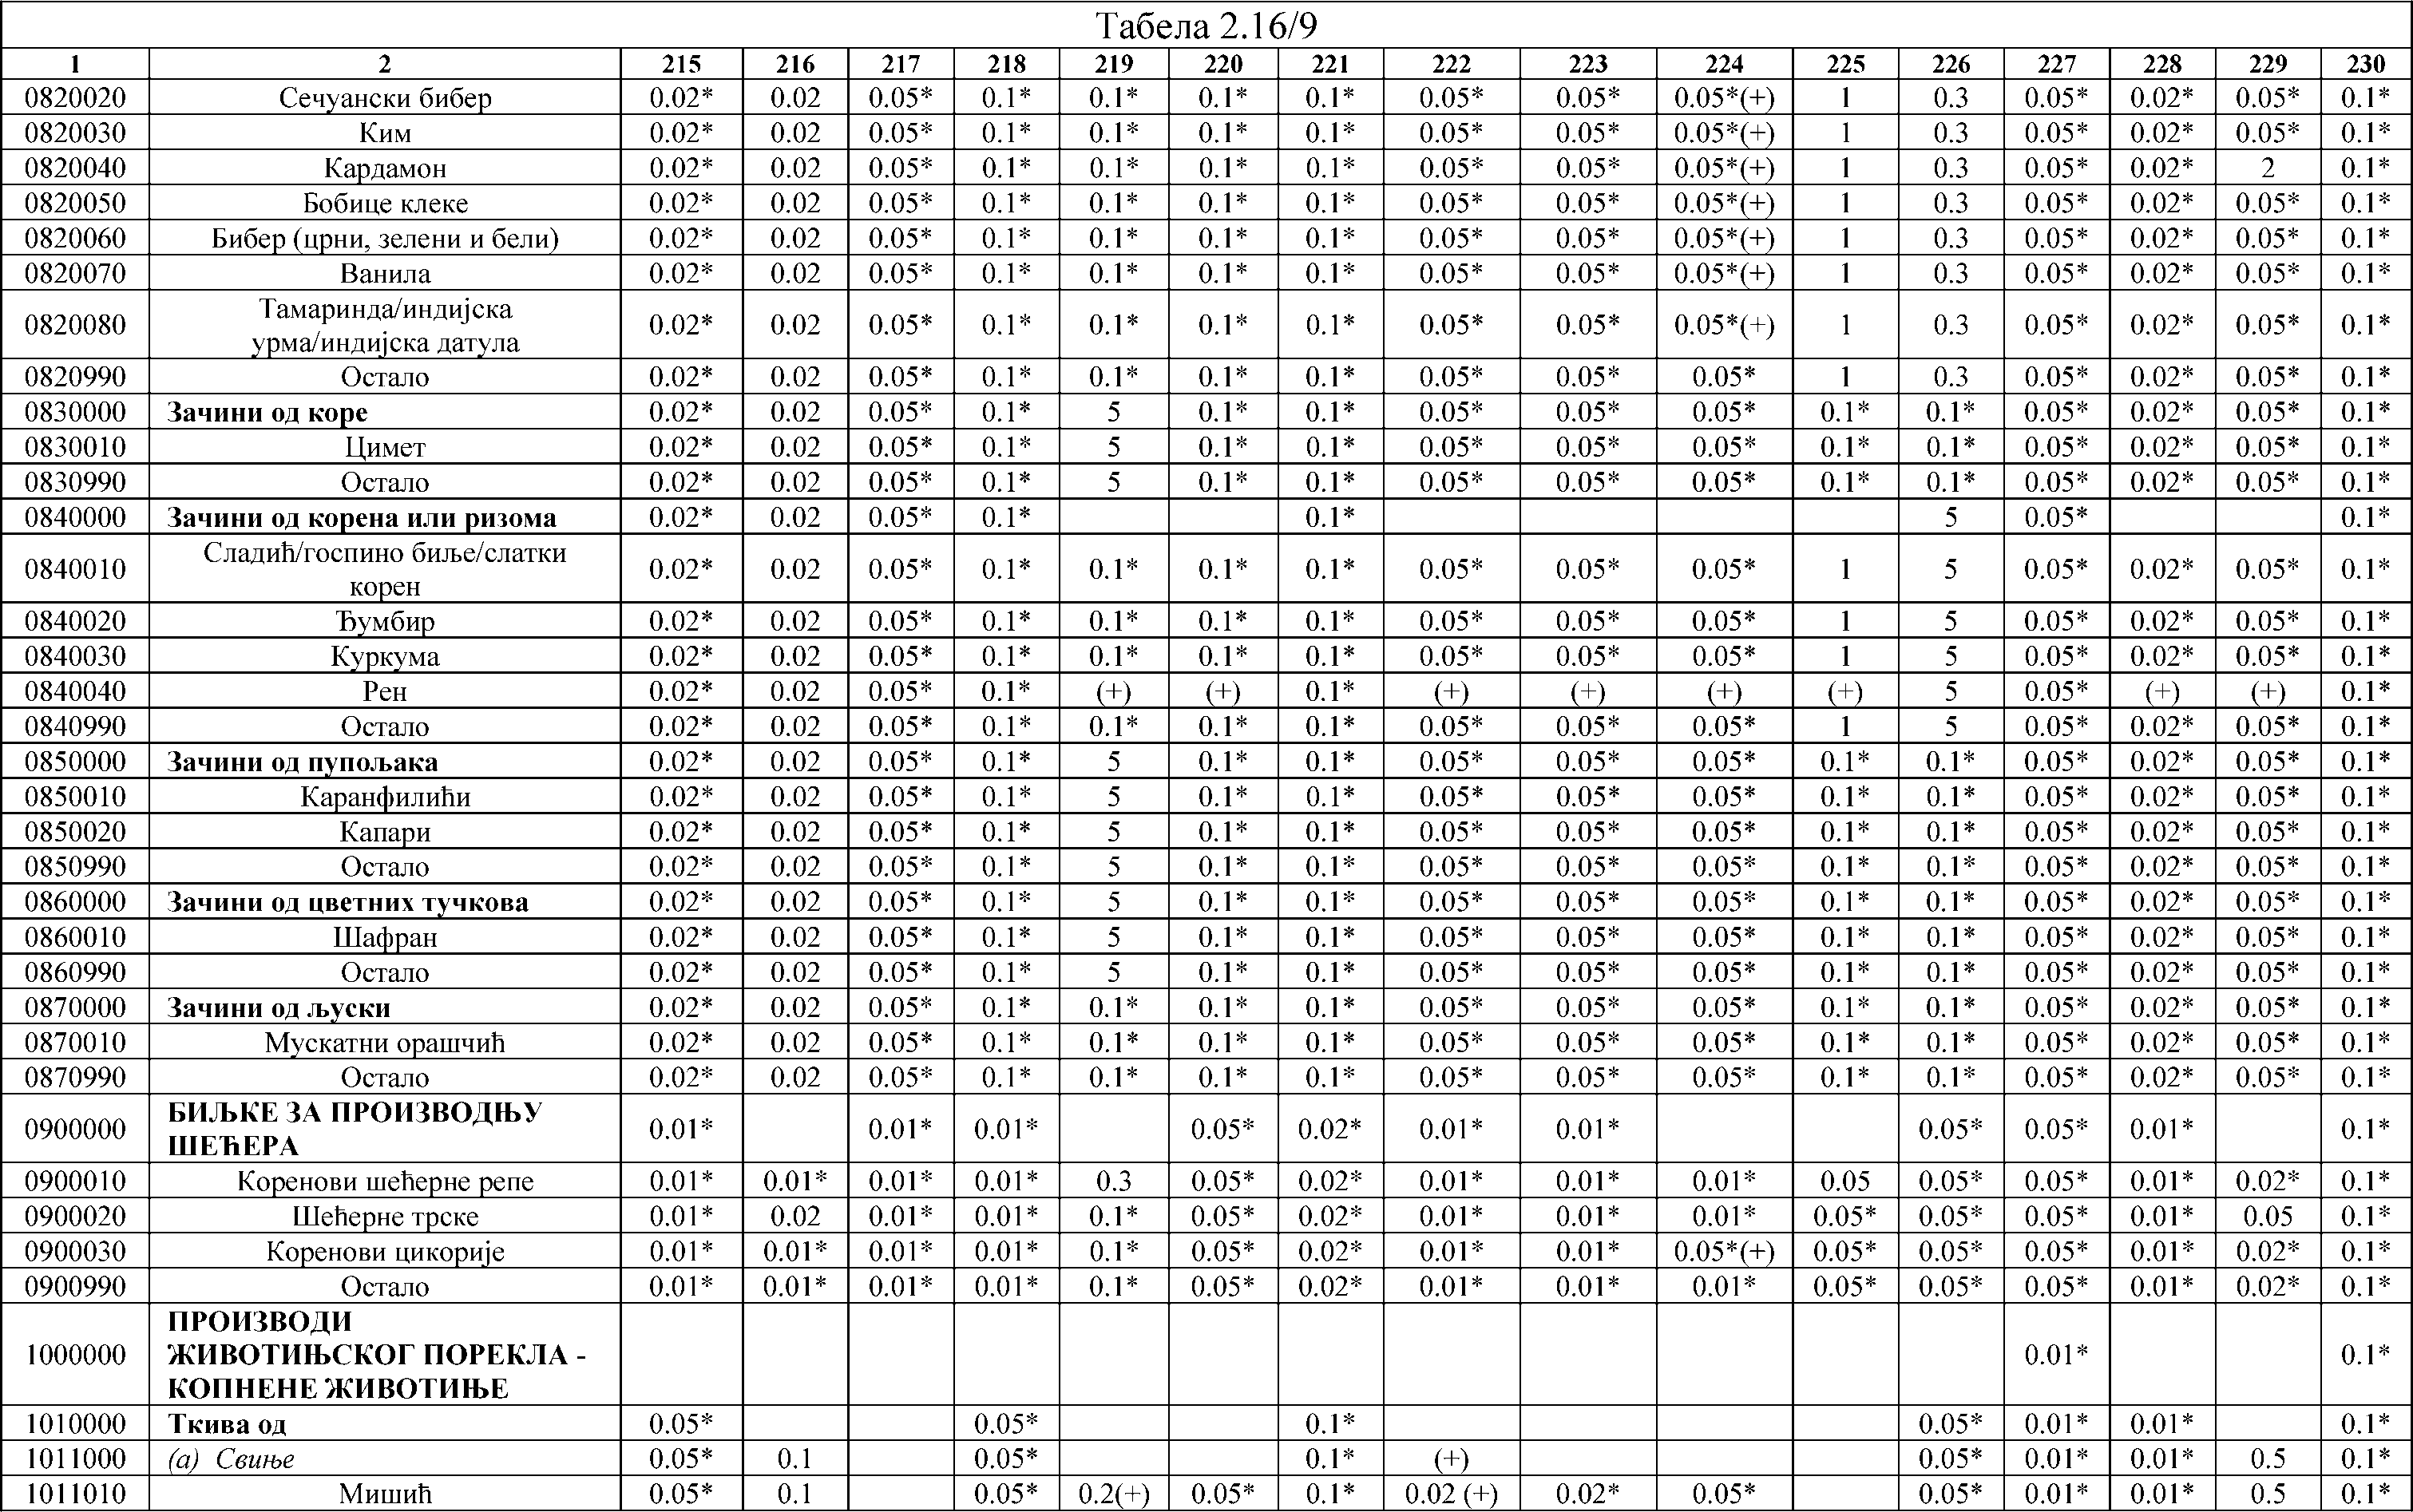 Табела 2.16/9
1 2 215 216 217 218 219 220 221 222 223 224 225 226 227 228 229 230
0820020 Сечуански бибер 0.02* 0.02 0.05* 0.1* 0.1* 0.1* 0.1* 0.05* 0.05* 0.05*(+) 1 0.3 0.05* 0.02* 0.05* 0.1*
0820030 Ким 0.02* 0.02 0.05* 0.1* 0.1* 0.1* 0.1* 0.05* 0.05* 0.05*(+) 1 0.3 0.05* 0.02* 0.05* 0.1*
0820040 Кардамон 0.02* 0.02 0.05* 0.1* 0.1* 0.1* 0.1* 0.05* 0.05* 0.05*(+) 1 0.3 0.05* 0.02* 2 0.1*
0820050 Бобице клеке 0.02* 0.02 0.05* 0.1* 0.1* 0.1* 0.1* 0.05* 0.05* 0.05*(+) 1 0.3 0.05* 0.02* 0.05* 0.1*
0820060 Бибер (црни, зелени и бели) 0.02* 0.02 0.05* 0.1* 0.1* 0.1* 0.1* 0.05* 0.05* 0.05*(+) 1 0.3 0.05* 0.02* 0.05* 0.1*
0820070 Ванила 0.02* 0.02 0.05* 0.1* 0.1* 0.1* 0.1* 0.05* 0.05* 0.05*(+) 1 0.3 0.05* 0.02* 0.05* 0.1*
Тамаринда/индијска
0820080 урма/индијска датула 0.02* 0.02 0.05* 0.1* 0.1* 0.1* 0.1* 0.05* 0.05* 0.05*(+) 1 0.3 0.05* 0.02* 0.05* 0.1*
0820990 Остало 0.02* 0.02 0.05* 0.1* 0.1* 0.1* 0.1* 0.05* 0.05* 0.05* 1 0.3 0.05* 0.02* 0.05* 0.1*
0830000 Зачини од коре 0.02* 0.02 0.05* 0.1* 5 0.1* 0.1* 0.05* 0.05* 0.05* 0.1* 0.1* 0.05* 0.02* 0.05* 0.1*
0830010 Цимет 0.02* 0.02 0.05* 0.1* 5 0.1* 0.1* 0.05* 0.05* 0.05* 0.1* 0.1* 0.05* 0.02* 0.05* 0.1*
0830990 Остало 0.02* 0.02 0.05* 0.1* 5 0.1* 0.1* 0.05* 0.05* 0.05* 0.1* 0.1* 0.05* 0.02* 0.05* 0.1*
0840000 Зачини од корена или ризома 0.02* 0.02 0.05* 0.1* 0.1* 5 0.05* 0.1*
Сладић/госпино биље/слатки
0840010 корен 0.02* 0.02 0.05* 0.1* 0.1* 0.1* 0.1* 0.05* 0.05* 0.05* 1 5 0.05* 0.02* 0.05* 0.1*
0840020 Ђумбир 0.02* 0.02 0.05* 0.1* 0.1* 0.1* 0.1* 0.05* 0.05* 0.05* 1 5 0.05* 0.02* 0.05* 0.1*
0840030 Куркума 0.02* 0.02 0.05* 0.1* 0.1* 0.1* 0.1* 0.05* 0.05* 0.05* 1 5 0.05* 0.02* 0.05* 0.1*
0840040 Рен 0.02* 0.02 0.05* 0.1* (+) (+) 0.1* (+) (+) (+) (+) 5 0.05* (+) (+) 0.1*
0840990 Остало 0.02* 0.02 0.05* 0.1* 0.1* 0.1* 0.1* 0.05* 0.05* 0.05* 1 5 0.05* 0.02* 0.05* 0.1*
0850000 Зачини од пупољака 0.02* 0.02 0.05* 0.1* 5 0.1* 0.1* 0.05* 0.05* 0.05* 0.1* 0.1* 0.05* 0.02* 0.05* 0.1*
0850010 Каранфилићи 0.02* 0.02 0.05* 0.1* 5 0.1* 0.1* 0.05* 0.05* 0.05* 0.1* 0.1* 0.05* 0.02* 0.05* 0.1*
0850020 Капари 0.02* 0.02 0.05* 0.1* 5 0.1* 0.1* 0.05* 0.05* 0.05* 0.1* 0.1* 0.05* 0.02* 0.05* 0.1*
0850990 Остало 0.02* 0.02 0.05* 0.1* 5 0.1* 0.1* 0.05* 0.05* 0.05* 0.1* 0.1* 0.05* 0.02* 0.05* 0.1*
0860000 Зачини од цветних тучкова 0.02* 0.02 0.05* 0.1* 5 0.1* 0.1* 0.05* 0.05* 0.05* 0.1* 0.1* 0.05* 0.02* 0.05* 0.1*
0860010 Шафран 0.02* 0.02 0.05* 0.1* 5 0.1* 0.1* 0.05* 0.05* 0.05* 0.1* 0.1* 0.05* 0.02* 0.05* 0.1*
0860990 Остало 0.02* 0.02 0.05* 0.1* 5 0.1* 0.1* 0.05* 0.05* 0.05* 0.1* 0.1* 0.05* 0.02* 0.05* 0.1*
0870000 Зачини од љуски 0.02* 0.02 0.05* 0.1* 0.1* 0.1* 0.1* 0.05* 0.05* 0.05* 0.1* 0.1* 0.05* 0.02* 0.05* 0.1*
0870010 Мускатни орашчић 0.02* 0.02 0.05* 0.1* 0.1* 0.1* 0.1* 0.05* 0.05* 0.05* 0.1* 0.1* 0.05* 0.02* 0.05* 0.1*
0870990 Остало 0.02* 0.02 0.05* 0.1* 0.1* 0.1* 0.1* 0.05* 0.05* 0.05* 0.1* 0.1* 0.05* 0.02* 0.05* 0.1*
БИЉКЕ ЗА ПРОИЗВОДЊУ
0900000 ШЕЋЕРА 0.01* 0.01* 0.01* 0.05* 0.02* 0.01* 0.01* 0.05* 0.05* 0.01* 0.1*
0900010 Коренови шећерне репе 0.01* 0.01* 0.01* 0.01* 0.3 0.05* 0.02* 0.01* 0.01* 0.01* 0.05 0.05* 0.05* 0.01* 0.02* 0.1*
0900020 Шећерне трске 0.01* 0.02 0.01* 0.01* 0.1* 0.05* 0.02* 0.01* 0.01* 0.01* 0.05* 0.05* 0.05* 0.01* 0.05 0.1*
0900030 Коренови цикорије 0.01* 0.01* 0.01* 0.01* 0.1* 0.05* 0.02* 0.01* 0.01* 0.05*(+) 0.05* 0.05* 0.05* 0.01* 0.02* 0.1*
0900990 Остало 0.01* 0.01* 0.01* 0.01* 0.1* 0.05* 0.02* 0.01* 0.01* 0.01* 0.05* 0.05* 0.05* 0.01* 0.02* 0.1*
ПРОИЗВОДИ
1000000 ЖИВОТИЊСКОГ ПОРЕКЛА - 0.01* 0.1*
КОПНЕНЕ ЖИВОТИЊЕ
1010000 Ткива од 0.05* 0.05* 0.1* 0.05* 0.01* 0.01* 0.1*
1011000 (а) Свиње 0.05* 0.1 0.05* 0.1* (+) 0.05* 0.01* 0.01* 0.5 0.1*
1011010 Мишић 0.05* 0.1 0.05* 0.2(+) 0.05* 0.1* 0.02 (+) 0.02* 0.05* 0.05* 0.01* 0.01* 0.5 0.1*